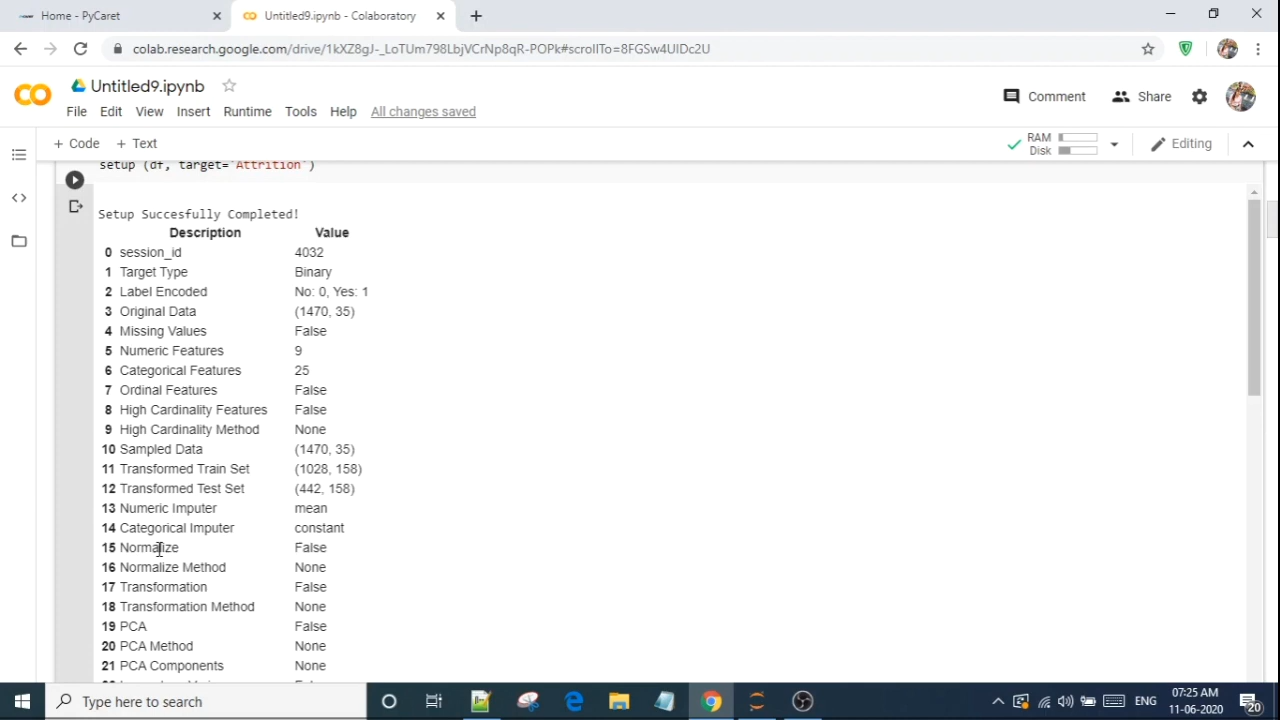 Home - PyCaret
Untitled9.ipynb - Colaboratory
colab.research.google.com/drive/1kXZ8gJ-_LoTUm798LbjVCrNp8qR-POPk#scrollTo=8FGSw4UIDc2U
CO
Untitled9.ipynb
File Edit View Insert Runtime Tools Help All changes saved
Comment
Share
+ Code + Text
RAM
Disk
Editing
setup (df, target='Attrition')
Setup Succesfully Completed!
Description Value
0 session_id 4032
1 Target Type Binary
2 Label Encoded No: 0, Yes: 1
3 Original Data (1470, 35)
4 Missing Values False
5 Numeric Features 9
6 Categorical Features 25
7 Ordinal Features False
8 High Cardinality Features False
9 High Cardinality Method None
10 Sampled Data (1470, 35)
11 Transformed Train Set (1028, 158)
12 Transformed Test Set (442, 158)
13 Numeric Imputer mean
14 Categorical Imputer constant
15 Normalize False
16 Normalize Method None
17 Transformation False
18 Transformation Method None
19 PCA False
20 PCA Method None
21 PCA Components None
Type here to search
ENG
07:25 AM
11-06-2020
20